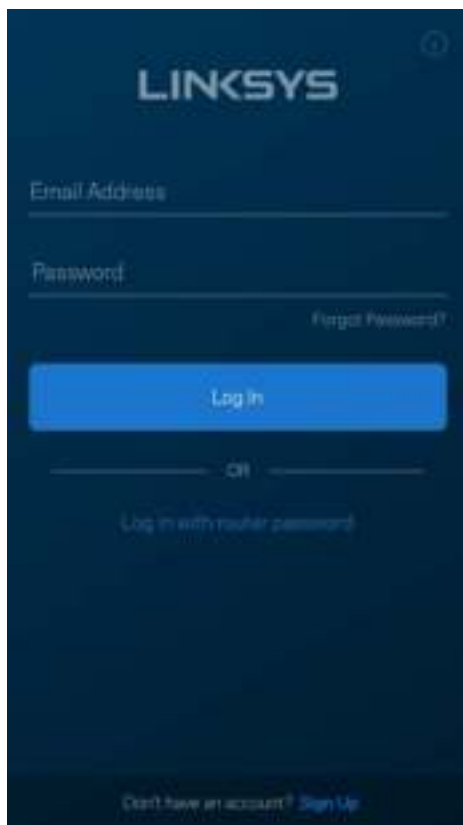 LINKSYS
Email Address
Password
Forgot Password?
Log In
OR
Log in with router password
Don't have an account? Sign Up